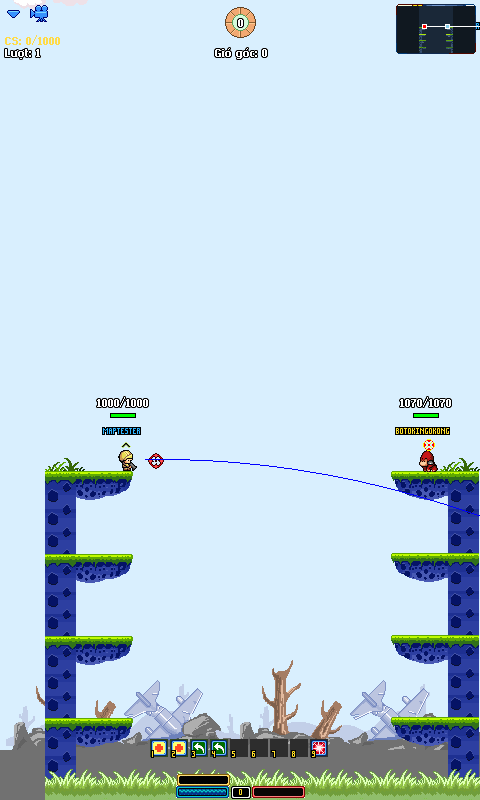 0
CS: 0/1000
Lượt: 1
Gió góc: 0
1000/1000
1070/1070
MAPTESTER
BOTOKINGOKONG
1 2 3 4 5 6 7 8 9
0